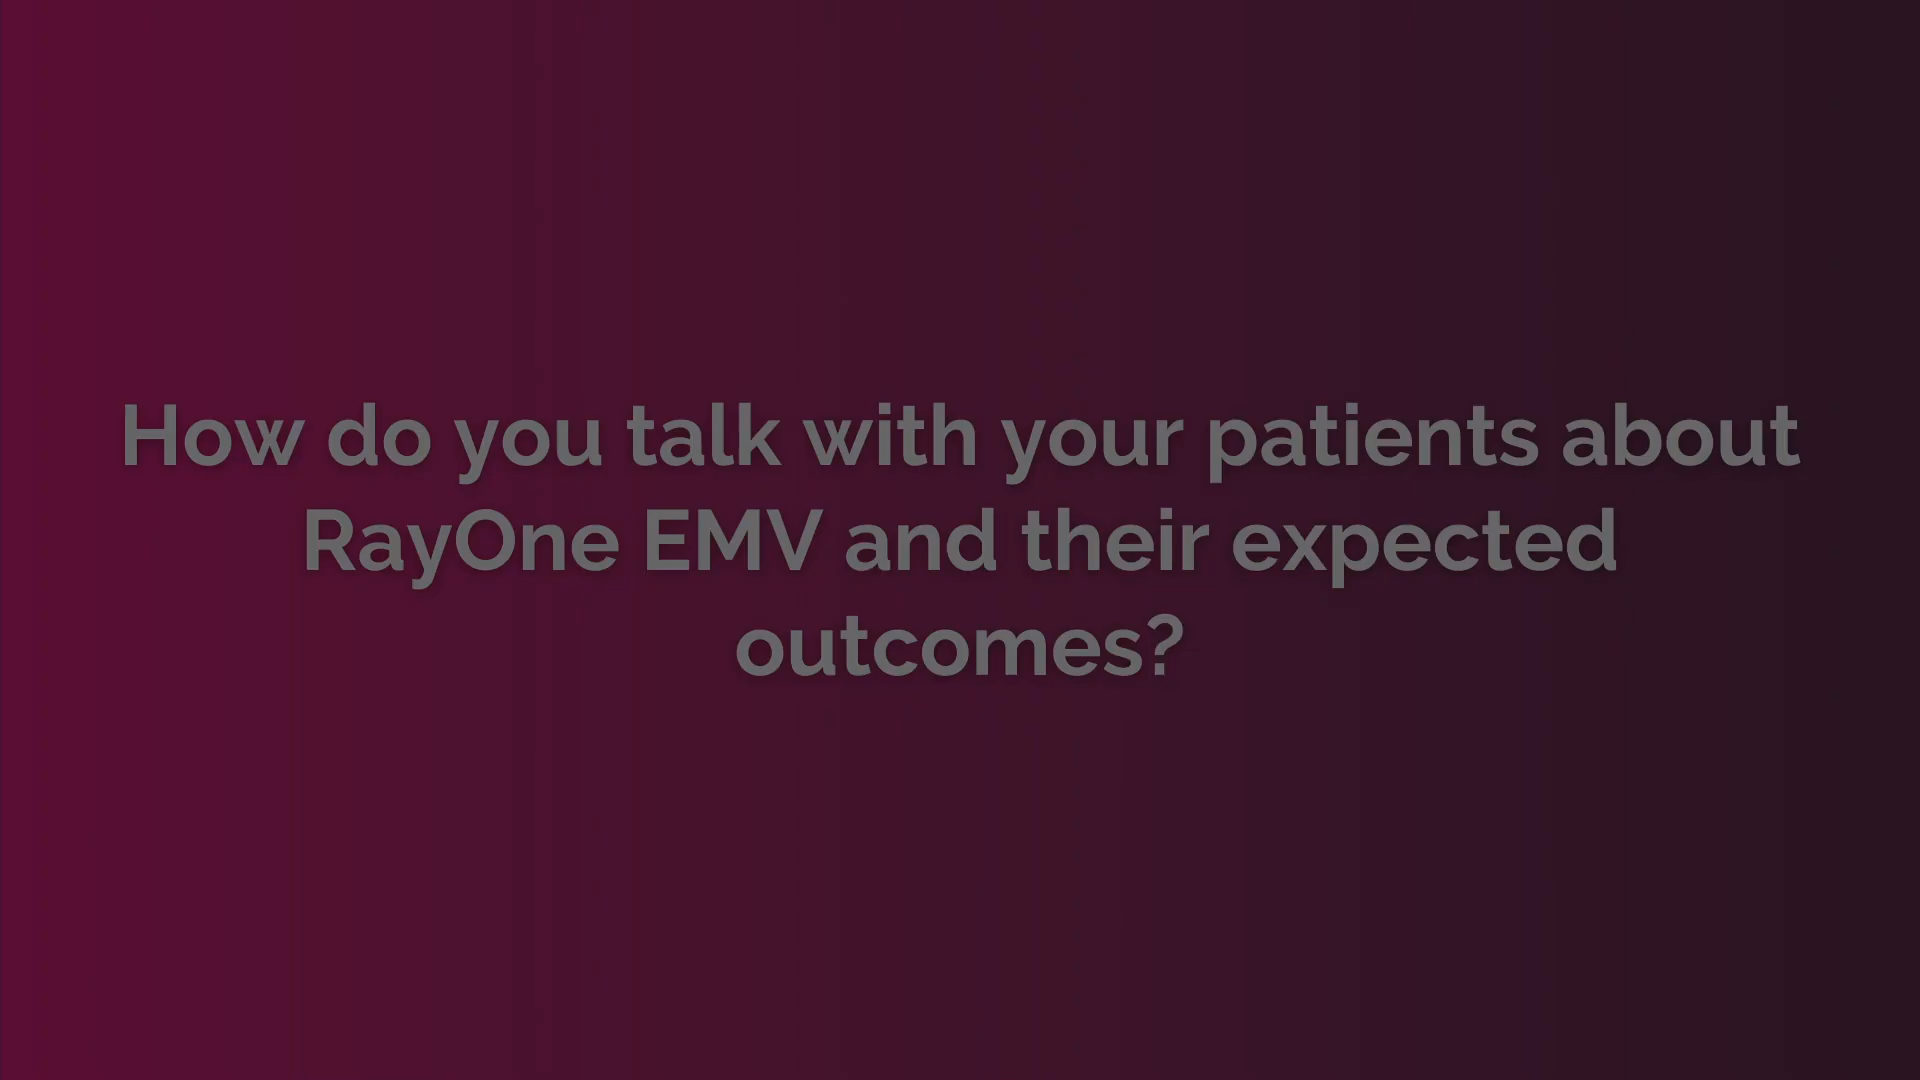 How do you talk with your patients about
RayOne EMV and their expected
outcomes?